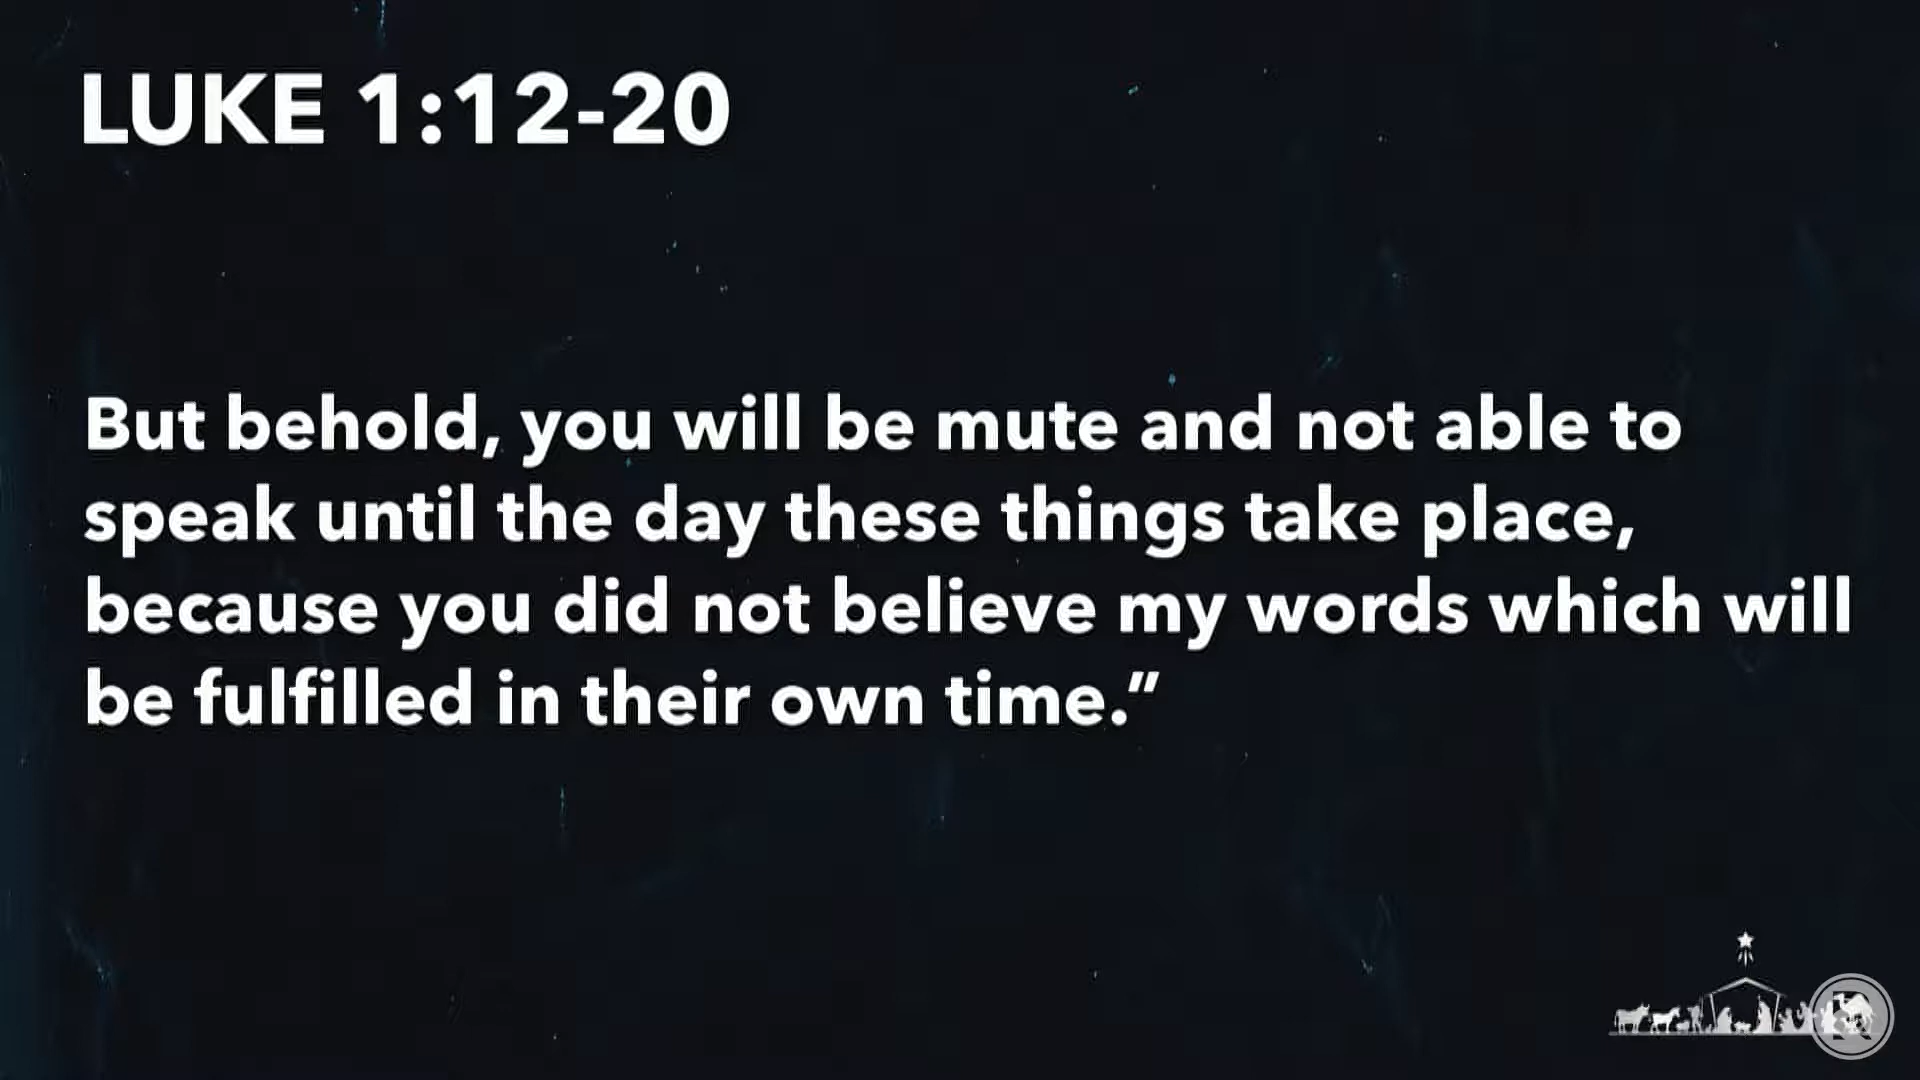 LUKE 1:12-20
But behold, you will be mute and not able to
speak until the day these things take place,
because you did not believe my words which will
be fulfilled in their own time.”